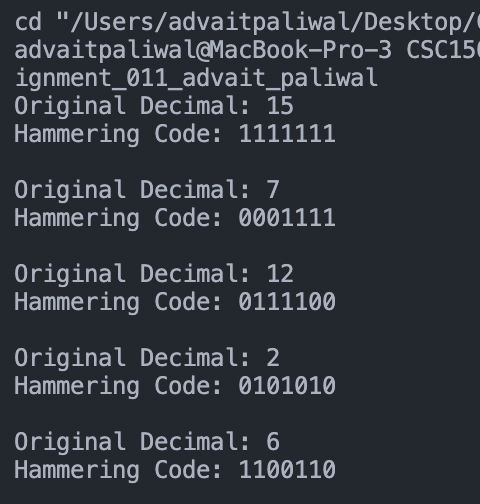 cd "/Users/advaitpaliwal/Desktop/
advaitpaliwal@MacBook-Pro-3 CSC15
ignment_011_advait_paliwal
Original Decimal: 15
Hammering Code: 1111111
Original Decimal: 7
Hammering Code: 0001111
Original Decimal: 12
Hammering Code: 0111100
Original Decimal: 2
Hammering Code: 0101010
Original Decimal: 6
Hammering Code: 1100110